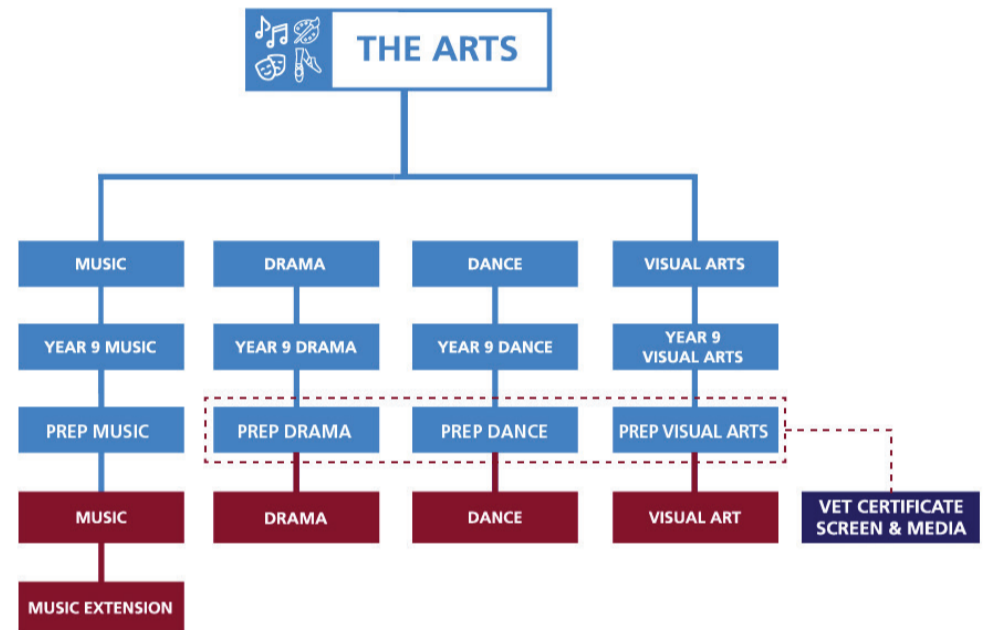 THE ARTS
MUSIC
DRAMA
DANCE
VISUAL ARTS
YEAR 9 MUSIC
YEAR 9 DRAMA
YEAR 9 DANCE
YEAR 9
VISUAL ARTS
PREP MUSIC
PREP DRAMA
PREP DANCE
PREP VISUAL ARTS
MUSIC
DRAMA
DANCE
VISUAL ART
VET CERTIFICATE
SCREEN & MEDIA
MUSIC EXTENSION